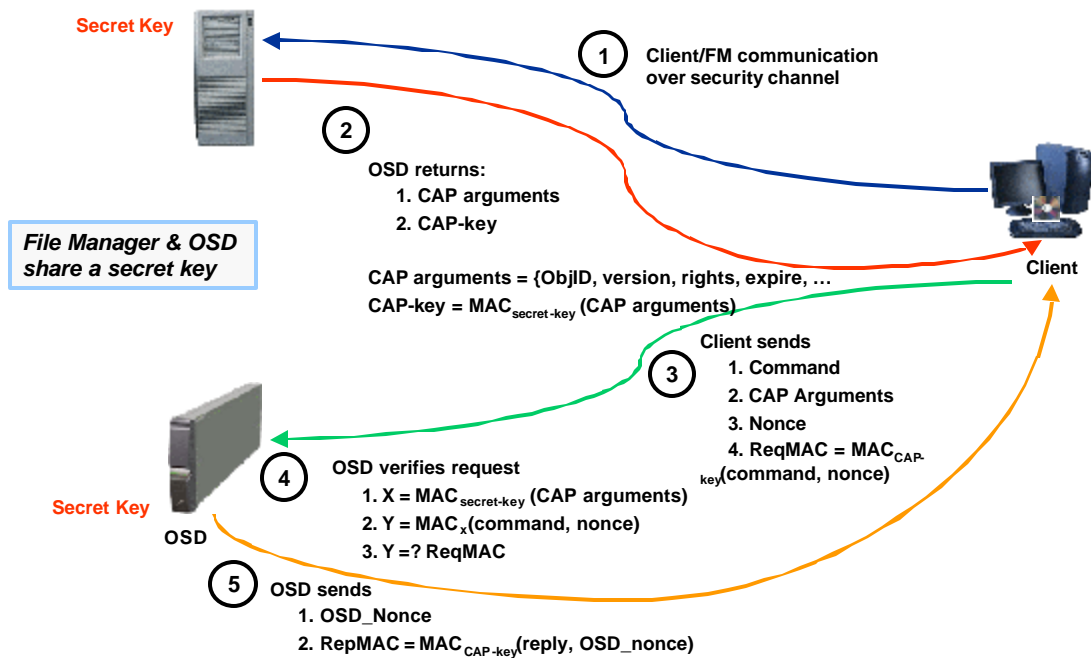 Secret Key
1
Client/FM communication
over security channel
2
OSD returns:
1. CAP arguments
2. CAP-key
File Manager & OSD
share a secret key
CAP arguments = {ObjID, version, rights, expire, …
CAP-key = MACsecret-key (CAP arguments)
Client
3
Client sends
1. Command
2. CAP Arguments
3. Nonce
4. ReqMAC = MACCAP-
key(command, nonce)
4
OSD verifies request
1. X = MACsecret-key (CAP arguments)
2. Y = MACx(command, nonce)
3. Y =? ReqMAC
Secret Key
OSD
5
OSD sends
1. OSD_Nonce
2. RepMAC = MACCAP-key(reply, OSD_nonce)